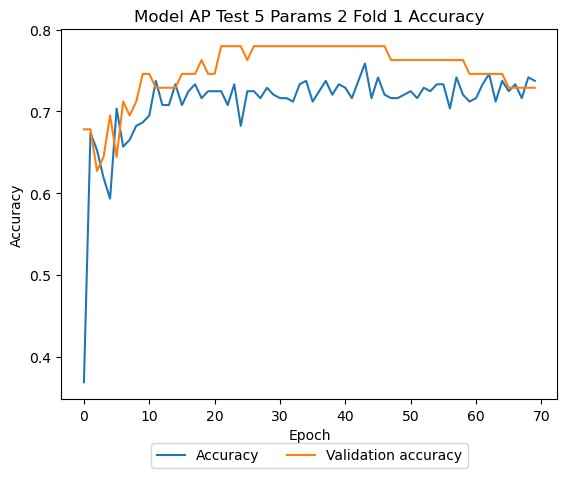 Model AP Test 5 Params 2 Fold 1 Accuracy
Accuracy
0.8
0.7
0.6
0.5
0.4
0 10 20 30 40 50 60 70
Epoch
Accuracy Validation accuracy